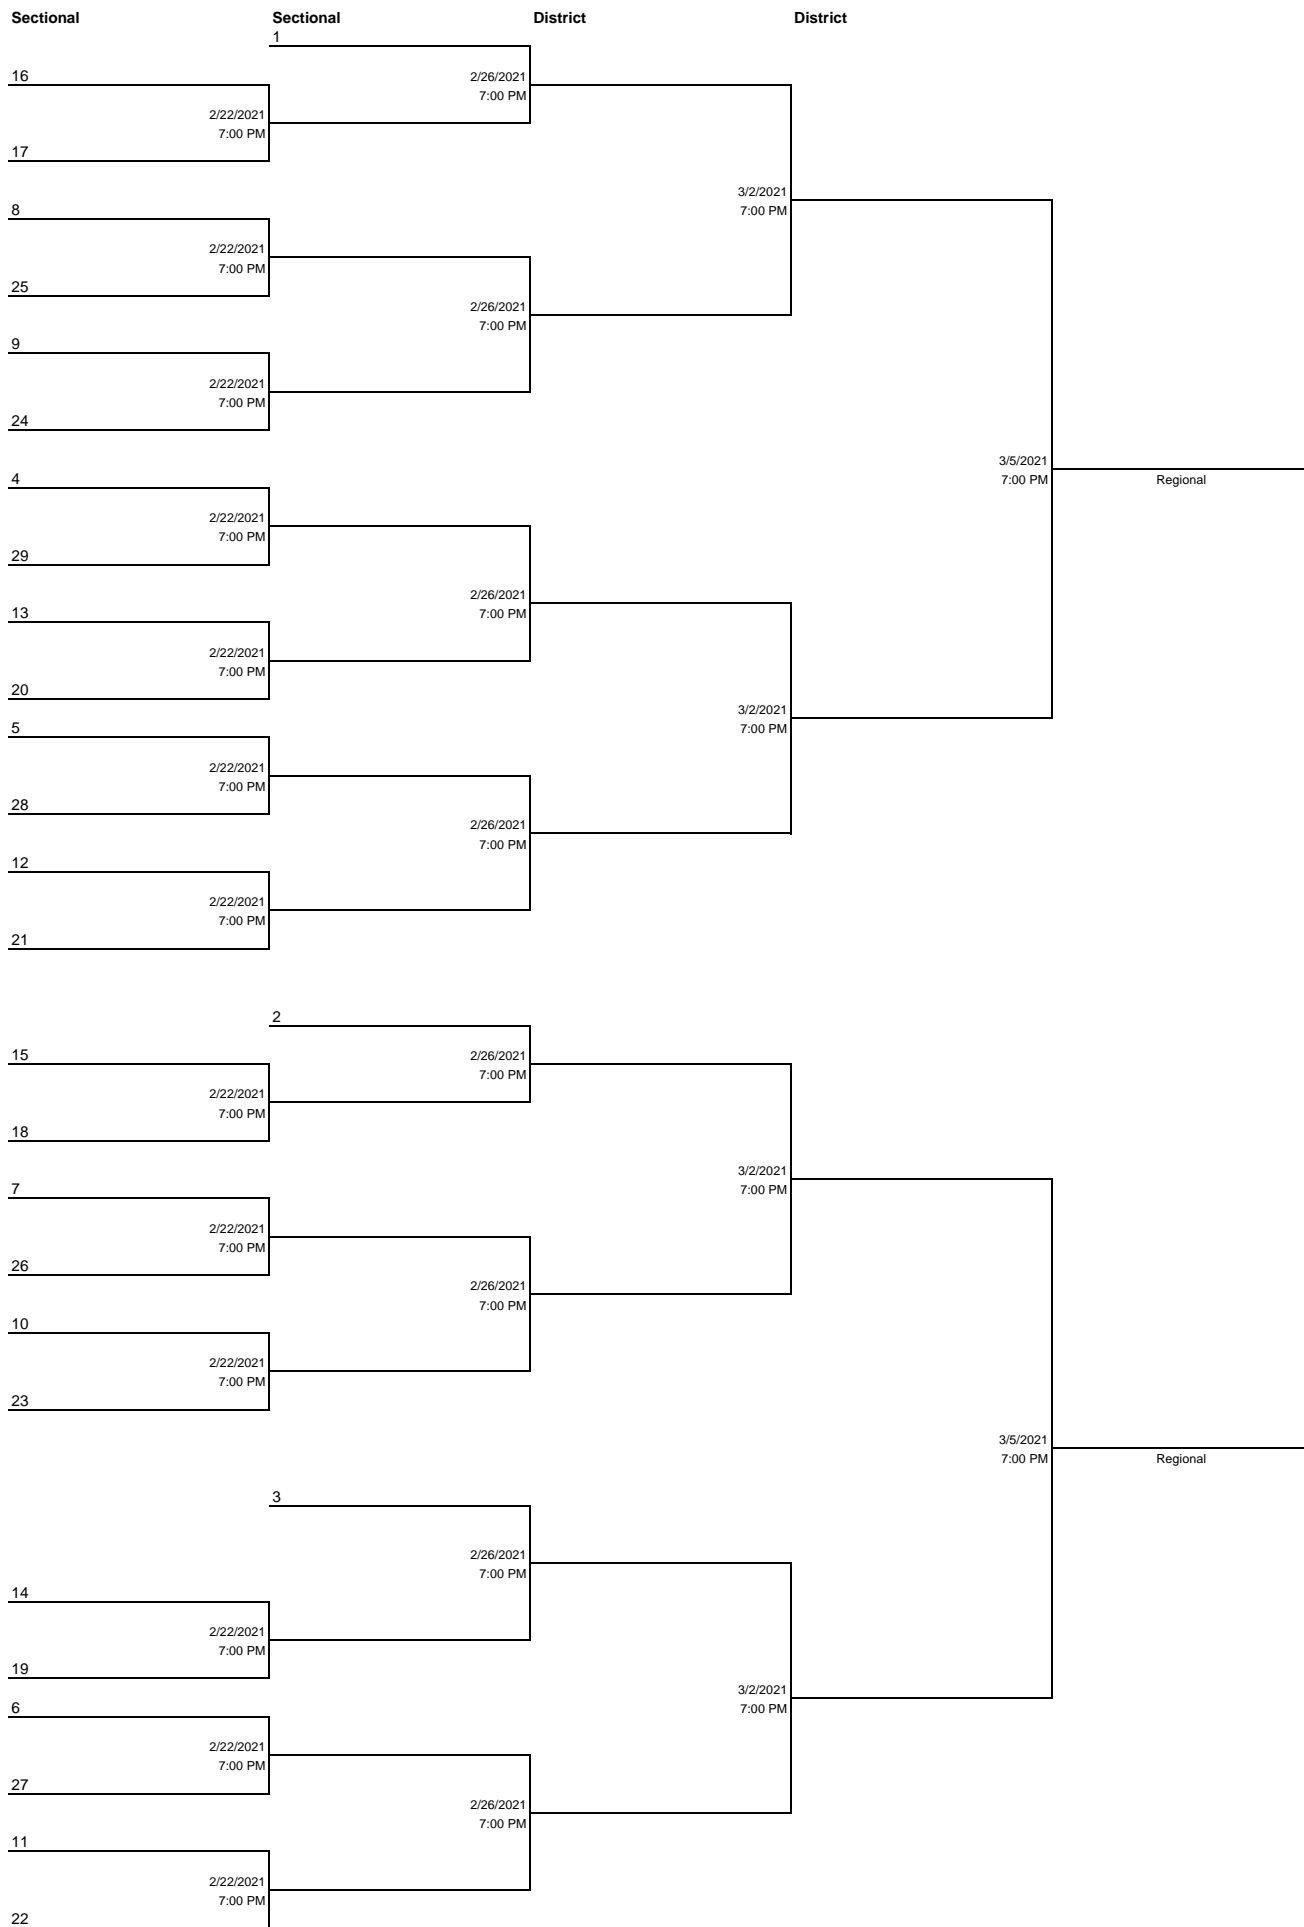 Sectional Sectional District District
1
16
2/26/2021
7:00 PM
2/22/2021
7:00 PM
17
3/2/2021
7:00 PM
8
2/22/2021
7:00 PM
25
2/26/2021
7:00 PM
9
2/22/2021
7:00 PM
24
3/5/2021
7:00 PM Regional
4
2/22/2021
7:00 PM
29
2/26/2021
7:00 PM
13
2/22/2021
7:00 PM
20
3/2/2021
7:00 PM
5
2/22/2021
7:00 PM
28
2/26/2021
7:00 PM
12
2/22/2021
7:00 PM
21
2
15
2/26/2021
7:00 PM
2/22/2021
7:00 PM
18
3/2/2021
7:00 PM
7
2/22/2021
7:00 PM
26
2/26/2021
7:00 PM
10
2/22/2021
7:00 PM
23
3/5/2021
7:00 PM Regional
3
2/26/2021
7:00 PM
14
2/22/2021
7:00 PM
19
3/2/2021
7:00 PM
6
2/22/2021
7:00 PM
27
2/26/2021
7:00 PM
11
2/22/2021
7:00 PM
22